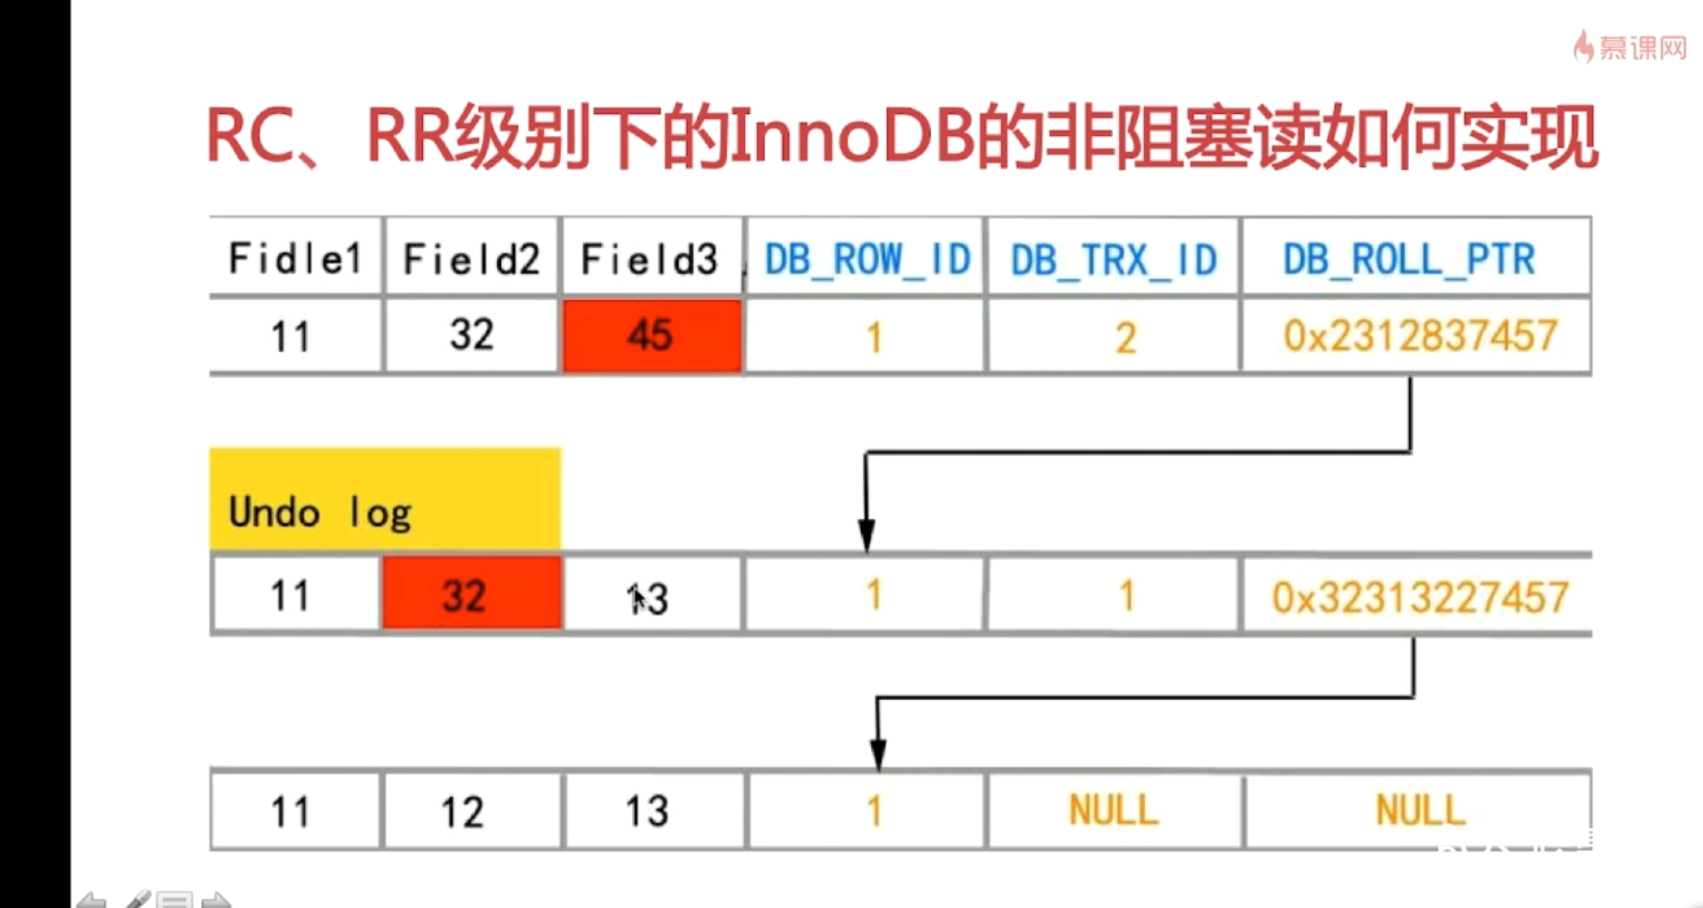 慕课网
RC、RR级别下的InnoDB的非阻塞读如何实现
Fidle1 Field2 Field3 DB_ROW_ID DB_TRX_ID DB_ROLL_PTR
11 32 45 1 2 0x2312837457
Undo log
11 32 13 1 1 0x32313227457
11 12 13 1 NULL NULL